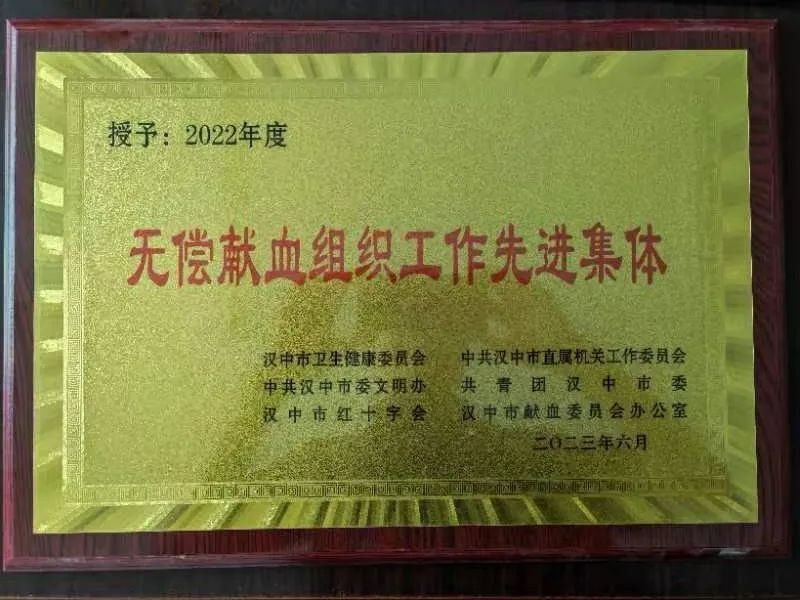 授予：2022年度
无偿献血组织工作先进集体
汉中市卫生健康委员会 中共汉中市直属机关工作委员会
中共汉中市委文明办 共青团汉中市委
汉中市红十字会 汉中市献血委员会办公室
二〇二三年六月